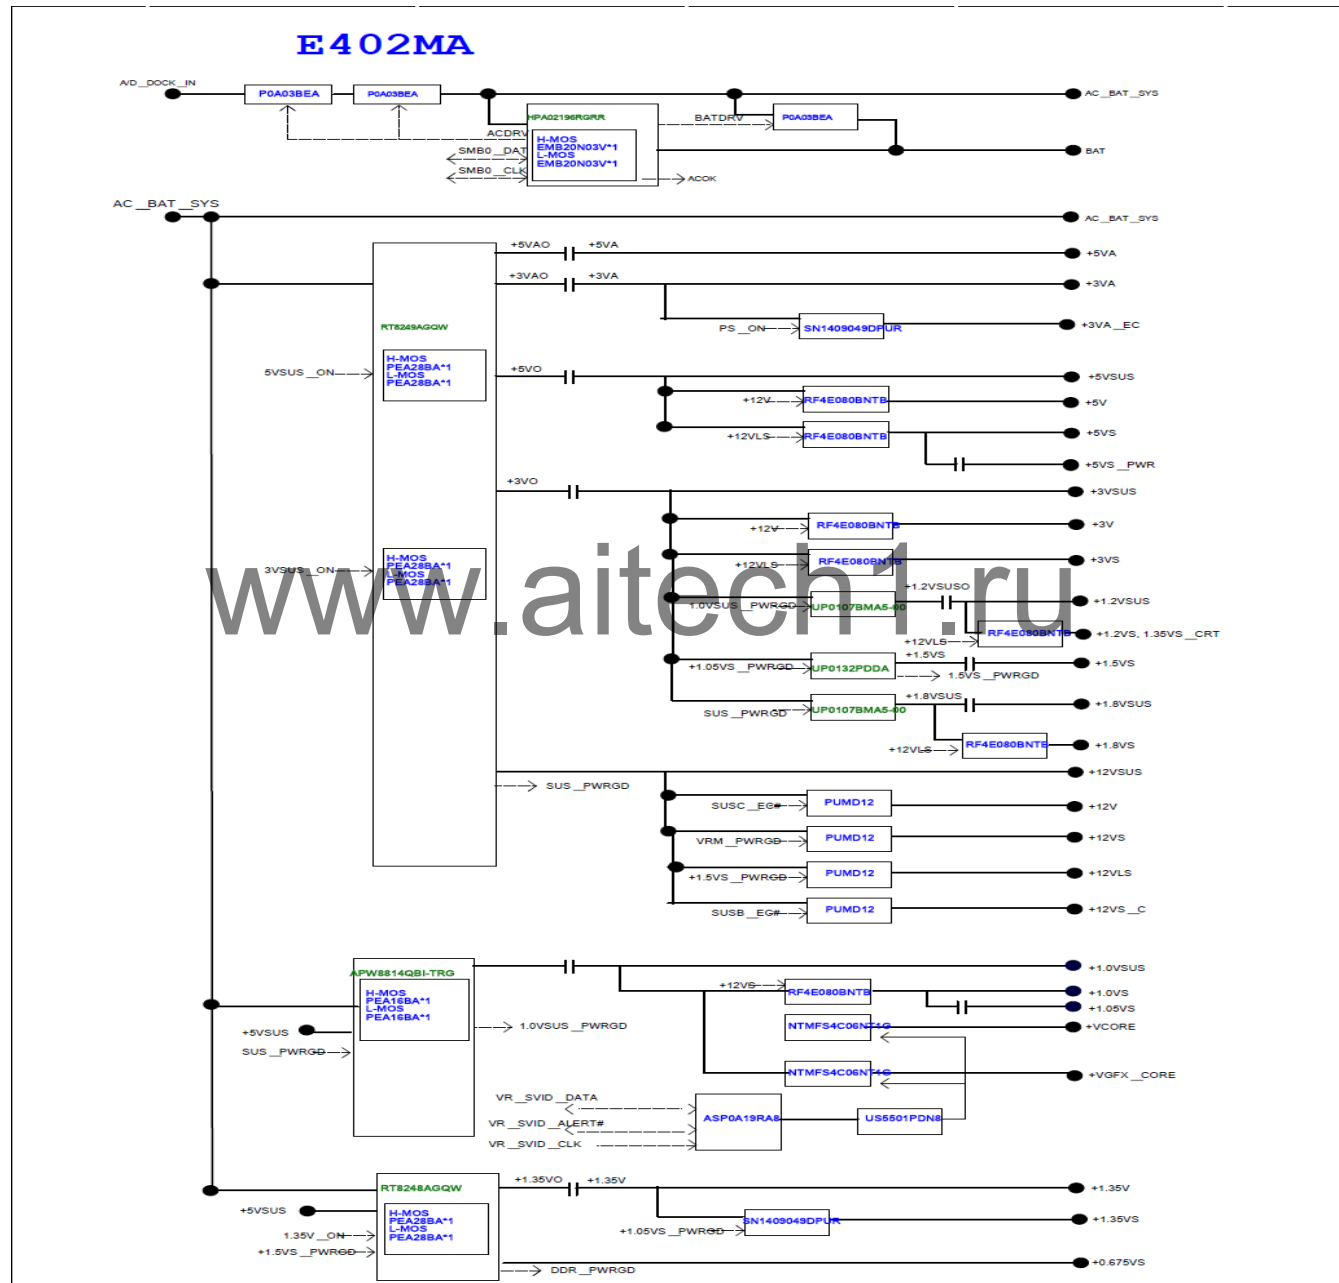 E402MA
A/D_DOCK_IN
P0A03BEA
P0A03BEA
AC_BAT_SYS
HPA02196RGRR
BATDRV
P0A03BEA
ACDRV
H-MOS
EMB20N03V*1
L-MOS
EMB20N03V*1
SMB0_DAT
BAT
SMB0_CLK
ACOK
AC_BAT_SYS
AC_BAT_SYS
+5VAO
+5VA
+5VA
+3VAO
+3VA
+3VA
RT8249AGQW
PS_ON
SN1409049DPUR
+3VA_EC
H-MOS
PEA28BA*1
L-MOS
PEA28BA*1
5VSUS_ON
+5VO
+5VSUS
+12V
RF4E080BNTB
+5V
+12VLS
RF4E080BNTB
+5VS
+5VS_PWR
+3VO
+3VSUS
+12V
RF4E080BNTB
+3V
H-MOS
PEA28BA*1
L-MOS
PEA28BA*1
3VSUS_ON
+12VLS
RF4E080BNTB
+3VS
www.aitech1.ru
1.0VSUS_PWRGD
UP0107BMA5-00
+1.2VSUSO
+1.2VSUS
+12VLS
RF4E080BNTB
+1.2VS, 1.35VS_CRT
+1.05VS_PWRGD
UP0132PDDA
+1.5VS
+1.5VS
1.5VS_PWRGD
SUS_PWRGD
UP0107BMA5-00
+1.8VSUS
+1.8VSUS
+12VLS
RF4E080BNTB
+1.8VS
+12VSUS
SUS_PWRGD
SUSC_EC#
PUMD12
+12V
VRM_PWRGD
PUMD12
+12VS
+1.5VS_PWRGD
PUMD12
+12VLS
SUSB_EC#
PUMD12
+12VS_C
APW8814QBI-TRG
+1.0VSUS
H-MOS
PEA16BA*1
L-MOS
PEA16BA*1
+12VS
RF4E080BNTB
+1.0VS
+1.05VS
+5VSUS
1.0VSUS_PWRGD
NTMFS4C06NT1G
+VCORE
SUS_PWRGD
NTMFS4C06NT1G
+VGFX_CORE
VR_SVID_DATA
VR_SVID_ALERT#
VR_SVID_CLK
ASP0A19RA8
US5501PDN8
RT8248AGQW
+1.35VO
+1.35V
+1.35V
+5VSUS
H-MOS
PEA28BA*1
L-MOS
PEA28BA*1
1.35V_ON
+1.5VS_PWRGD
+1.05VS_PWRGD
SN1409049DPUR
+1.35VS
DDR_PWRGD
+0.675VS